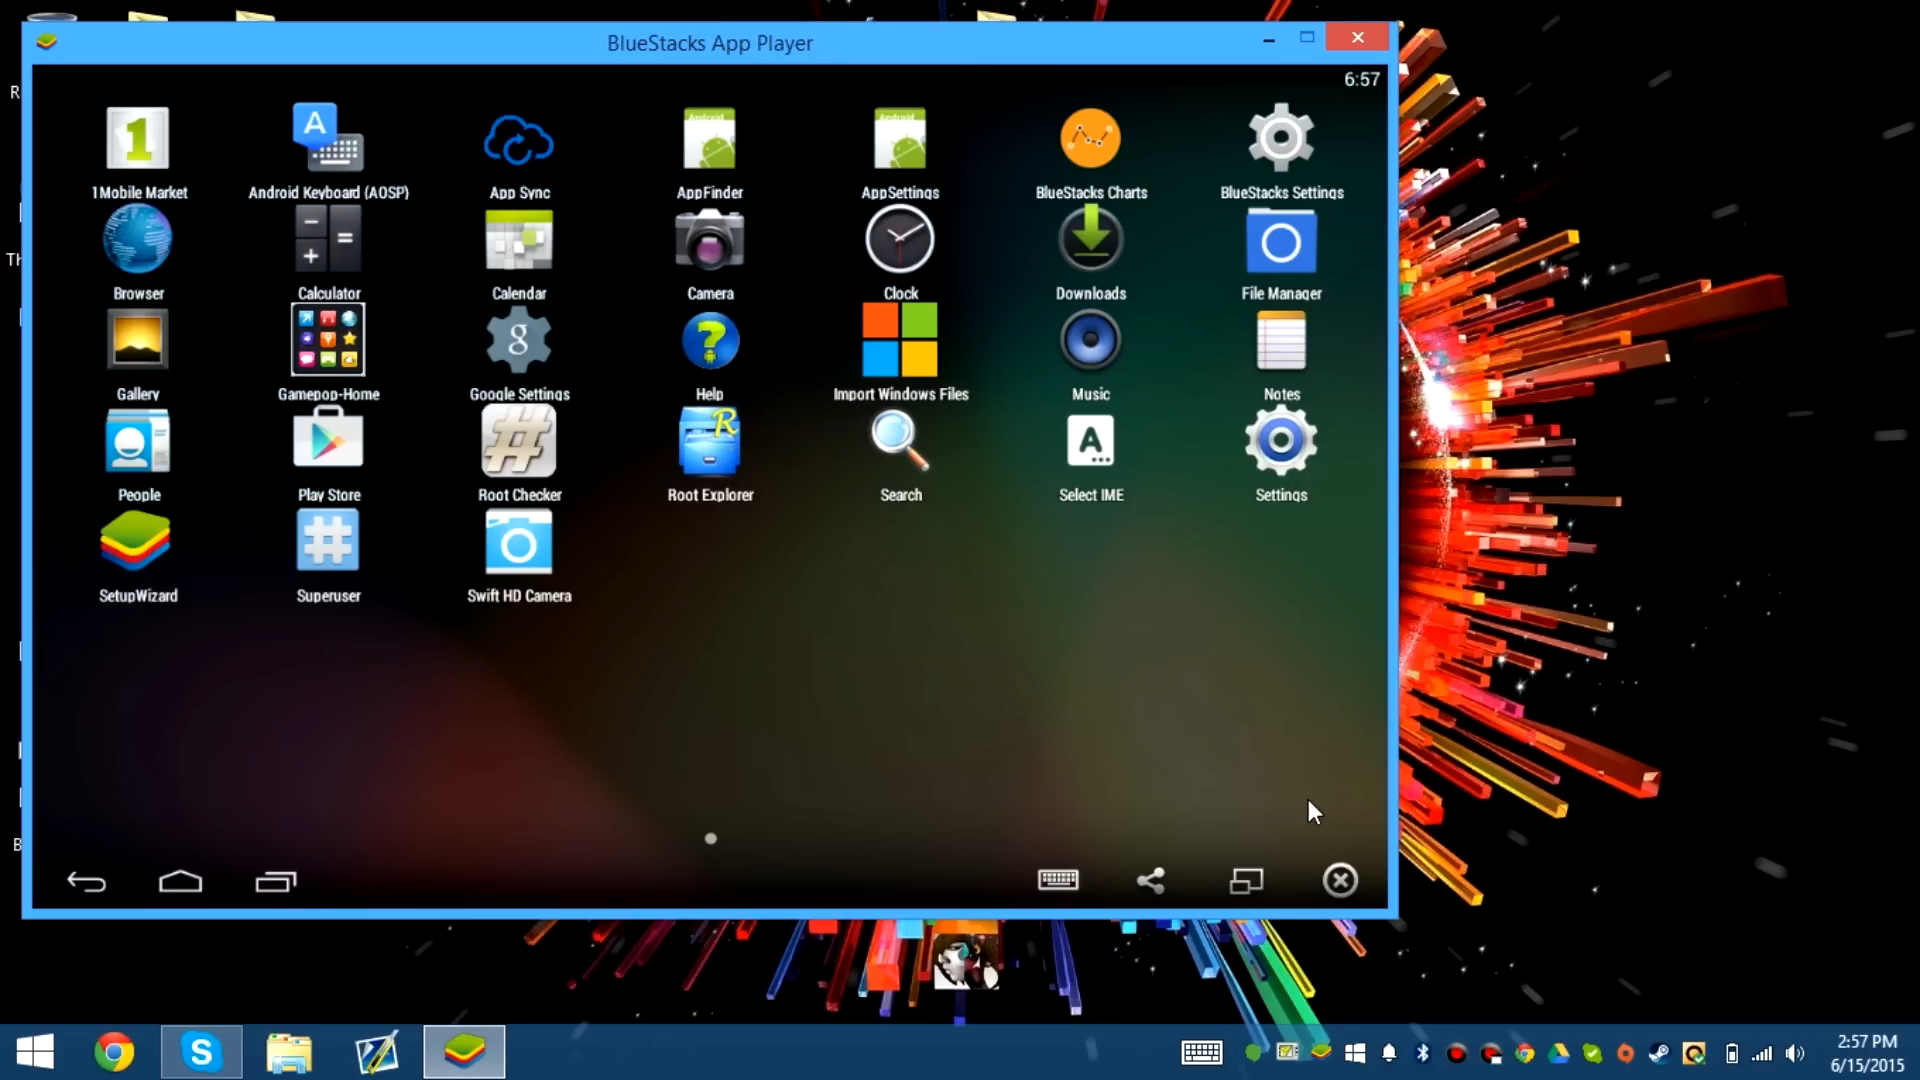 BlueStacks App Player
6:57
1Mobile Market
Android Keyboard (AOSP)
App Sync
AppFinder
AppSettings
BlueStacks Charts
BlueStacks Settings
Browser
Calculator
Calendar
Camera
Clock
Downloads
File Manager
Gallery
Gamepop-Home
Google Settings
Help
Import Windows Files
Music
Notes
People
Play Store
Root Checker
Root Explorer
Search
Select IME
Settings
SetupWizard
Superuser
Swift HD Camera
2:57 PM
6/15/2015